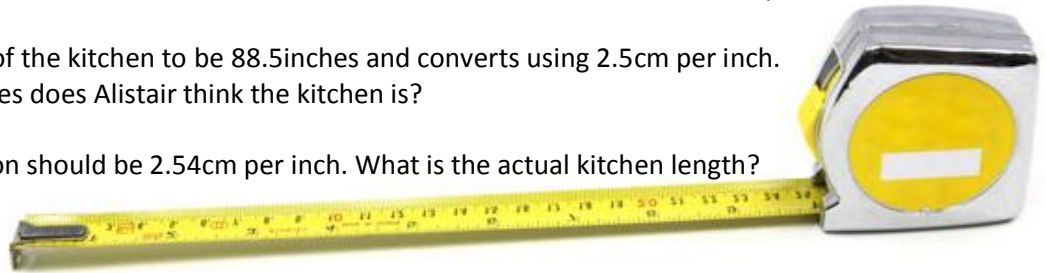 of the kitchen to be 88.5inches and converts using 2.5cm per inch.
es does Alistair think the kitchen is?
on should be 2.54cm per inch. What is the actual kitchen length?